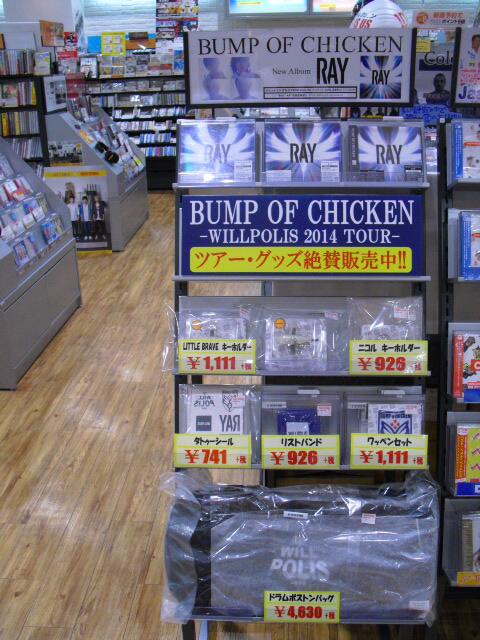 BUMP OF CHICKEN
New Album RAY
RAY
RAY
RAY
BUMP OF CHICKEN
-WILLPOLIS 2014 TOUR-
ツアー・グッズ絶賛販売中!!
LITTLE BRAVE キーホルダー
¥1,111 +税
ニコル キーホルダー
¥926 +税
WILL
POLIS
RAY
タトゥーシール
¥741 +税
リストバンド
¥926 +税
ワッペンセット
¥1,111 +税
WILL
POLIS
ドラムボストンバッグ
¥4,630 +税